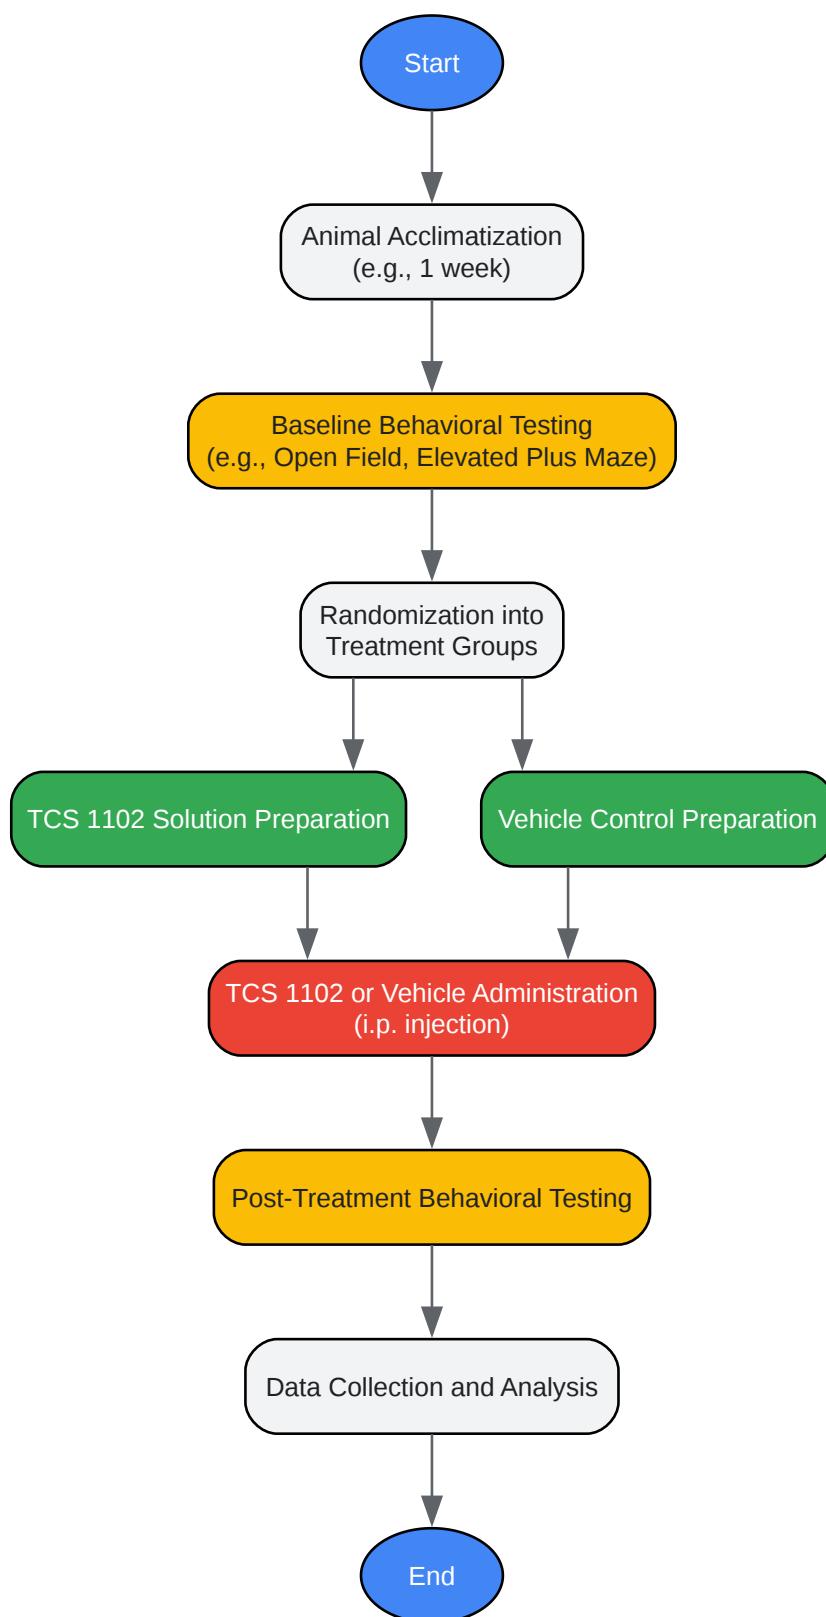 Start
Animal Acclimatization
(e.g., 1 week)
Baseline Behavioral Testing
(e.g., Open Field, Elevated Plus Maze)
Randomization into
Treatment Groups
TCS 1102 Solution Preparation
Vehicle Control Preparation
TCS 1102 or Vehicle Administration
(i.p. injection)
Post-Treatment Behavioral Testing
Data Collection and Analysis
End